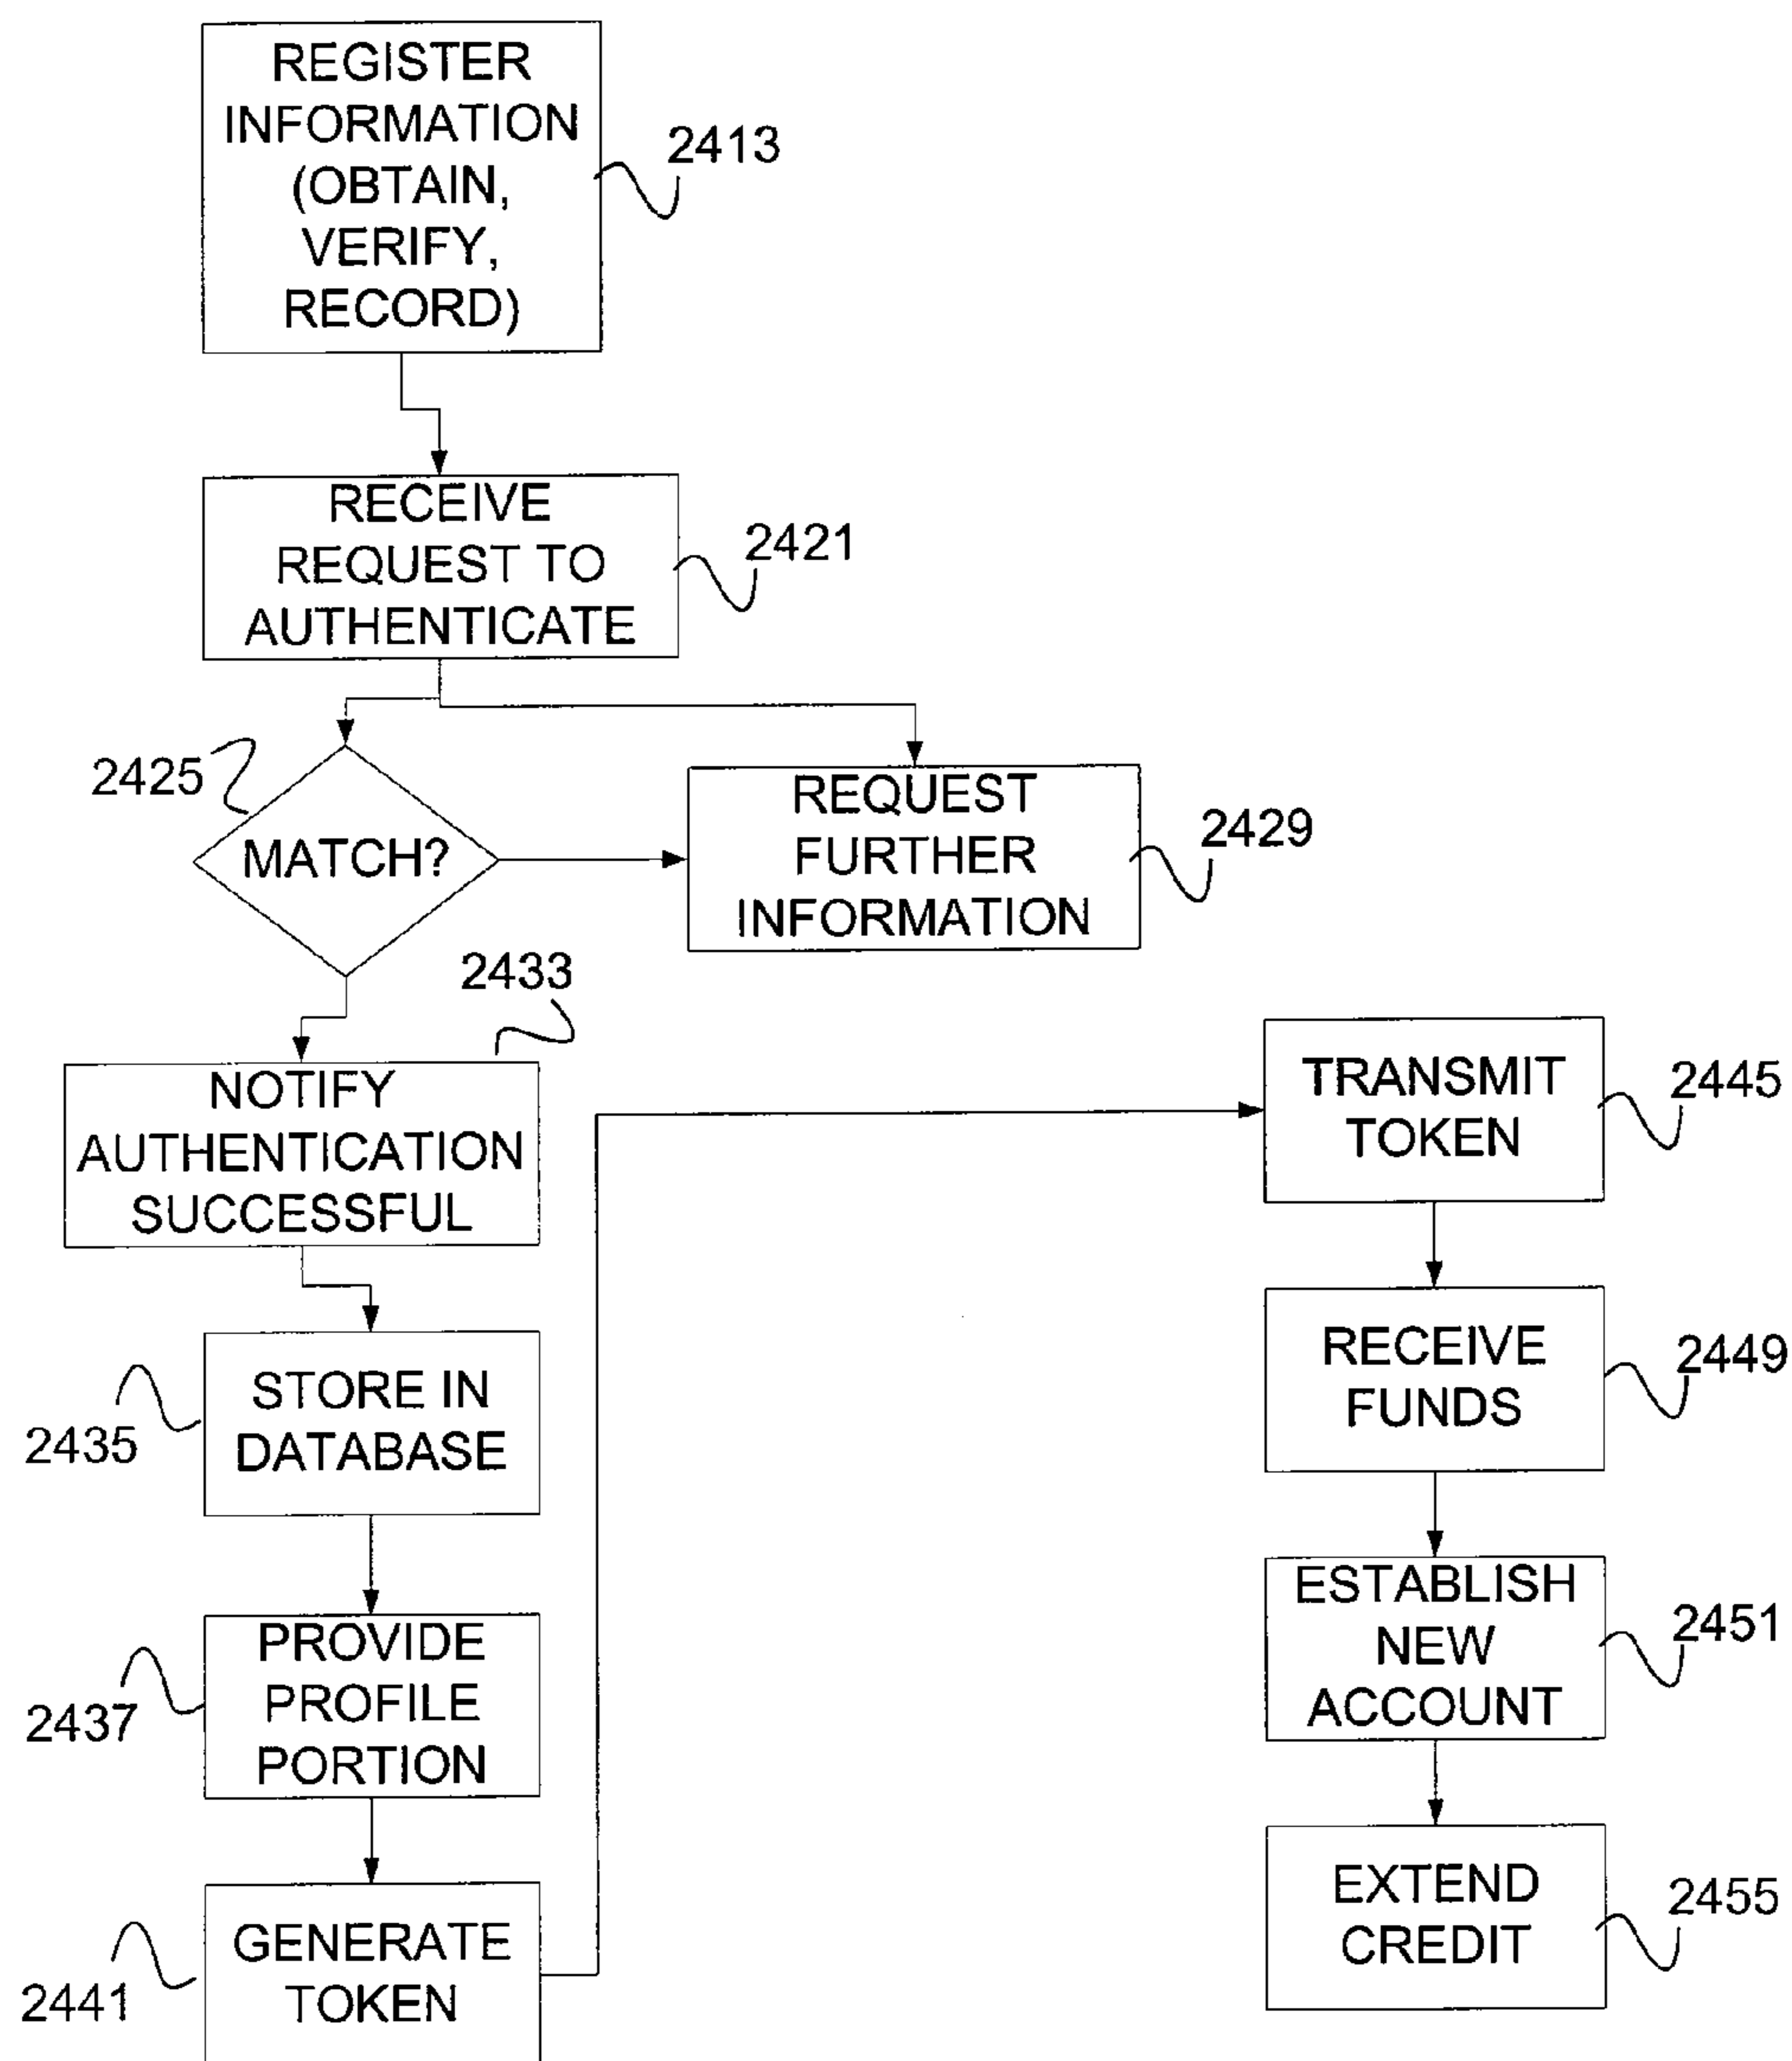 REGISTER
INFORMATION
(OBTAIN,
VERIFY,
RECORD)
2413
RECEIVE
REQUEST TO
AUTHENTICATE
2421
2425
MATCH?
REQUEST
FURTHER
INFORMATION
2429
2433
NOTIFY
AUTHENTICATION
SUCCESSFUL
STORE IN
DATABASE
2435
PROVIDE
PROFILE
PORTION
2437
GENERATE
TOKEN
2441
TRANSMIT
TOKEN
2445
RECEIVE
FUNDS
2449
ESTABLISH
NEW
ACCOUNT
2451
EXTEND
CREDIT
2455